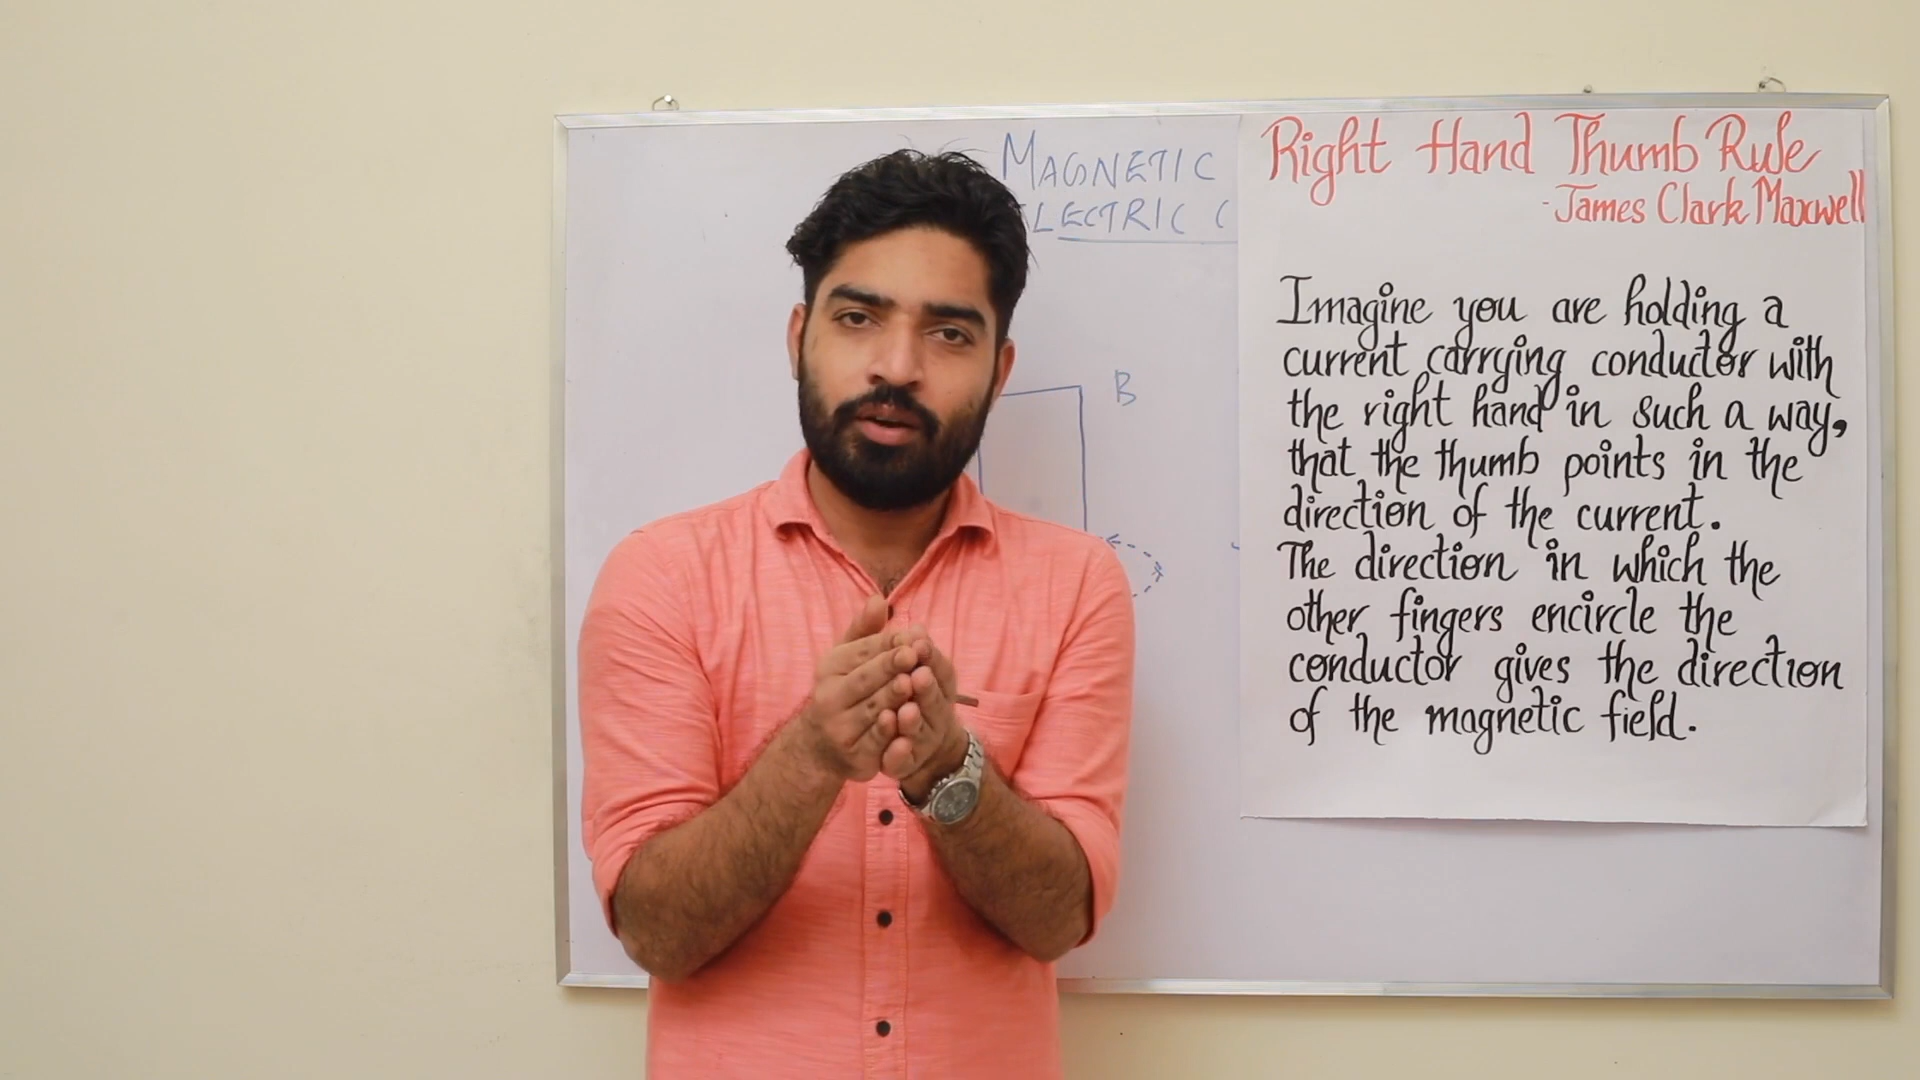 MAGNETIC
LECTRIC C
B
Right Hand Thumb Rule
-James Clark Maxwell
Imagine you are holding a
current carrying conductor with
the right hand in such a way,
that the thumb points in the
direction of the current.
The direction in which the
other fingers encircle the
conductor gives the direction
of the magnetic field.